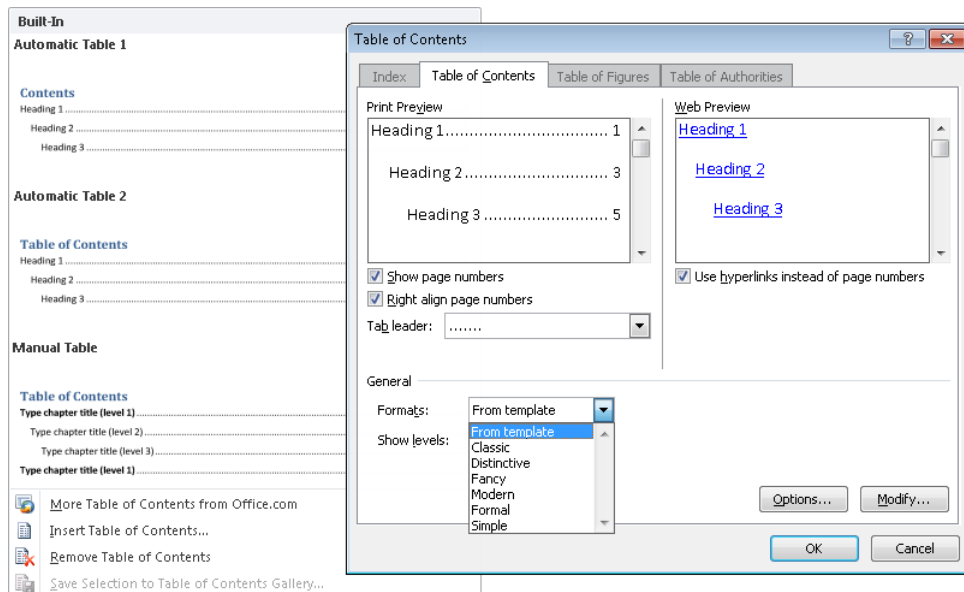 Built-In
Automatic Table 1
Contents
Heading 1
Heading 2
Heading 3
Automatic Table 2
Table of Contents
Heading 1
Heading 2
Heading 3
Manual Table
Table of Contents
Type chapter title (level 1)
Type chapter title (level 2)
Type chapter title (level 3)
Type chapter title (level 1)
More Table of Contents from Office.com
Insert Table of Contents...
Remove Table of Contents
Save Selection to Table of Contents Gallery...
Table of Contents
Index Table of Contents Table of Figures Table of Authorities
Print Preview
Heading 1.................................. 1
Heading 2.............................. 3
Heading 3.......................... 5
Show page numbers
Right align page numbers
Tab leader: .......
Web Preview
Heading 1
Heading 2
Heading 3
Use hyperlinks instead of page numbers
General
Formats: From template
From template
Classic
Distinctive
Fancy
Modern
Formal
Simple
Show levels:
Options... Modify...
OK Cancel